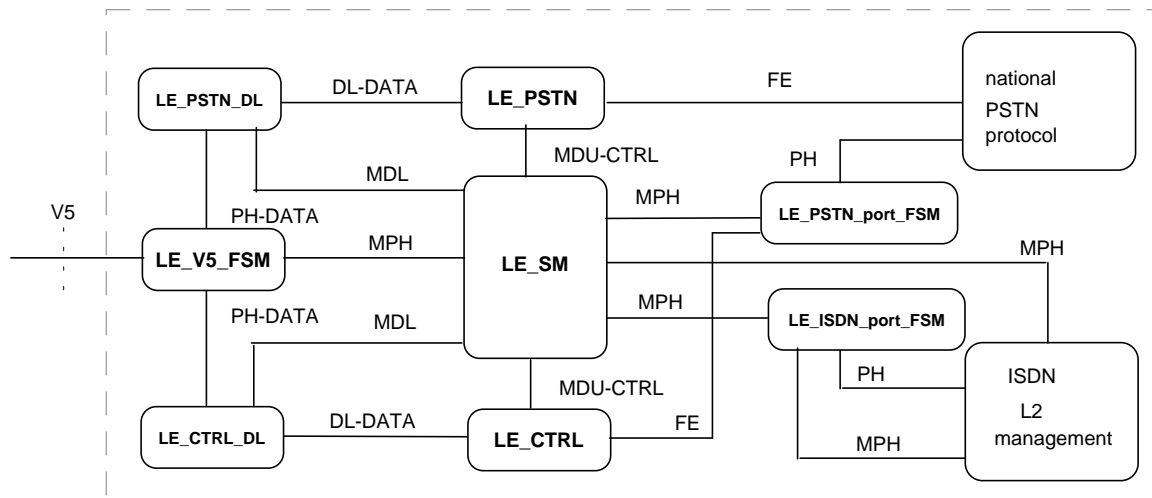 national
FE
DL-DATA
LE_PSTN_DL
LE_PSTN
PSTN
protocol
MDU-CTRL
PH
MDL
MPH
LE_PSTN_port_FSM
V5
PH-DATA
MPH
MPH
LE_V5_FSM
LE_SM
MPH
PH-DATA
LE_ISDN_port_FSM
MDL
PH
ISDN
MDU-CTRL
L2
DL-DATA
FE
MPH
management
LE_CTRL_DL
LE_CTRL